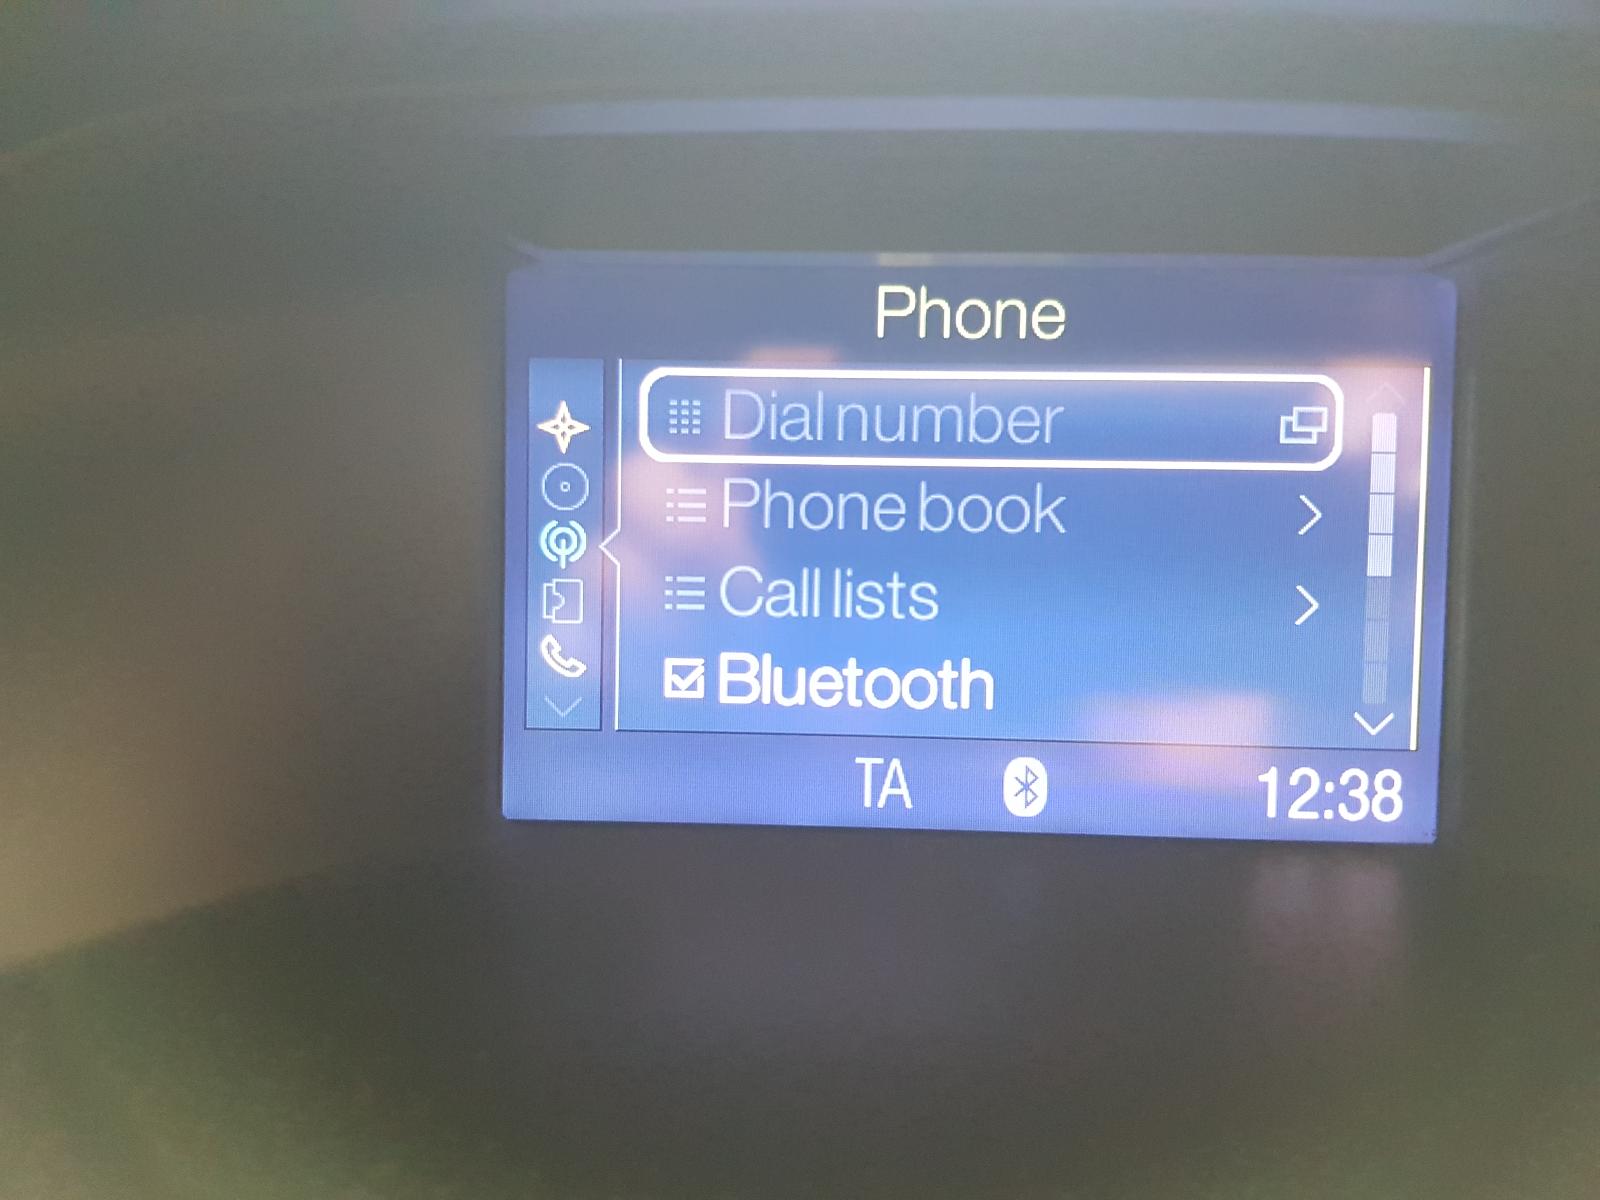 Phone
Dial number
Phone book
Call lists
Bluetooth
TA 12:38